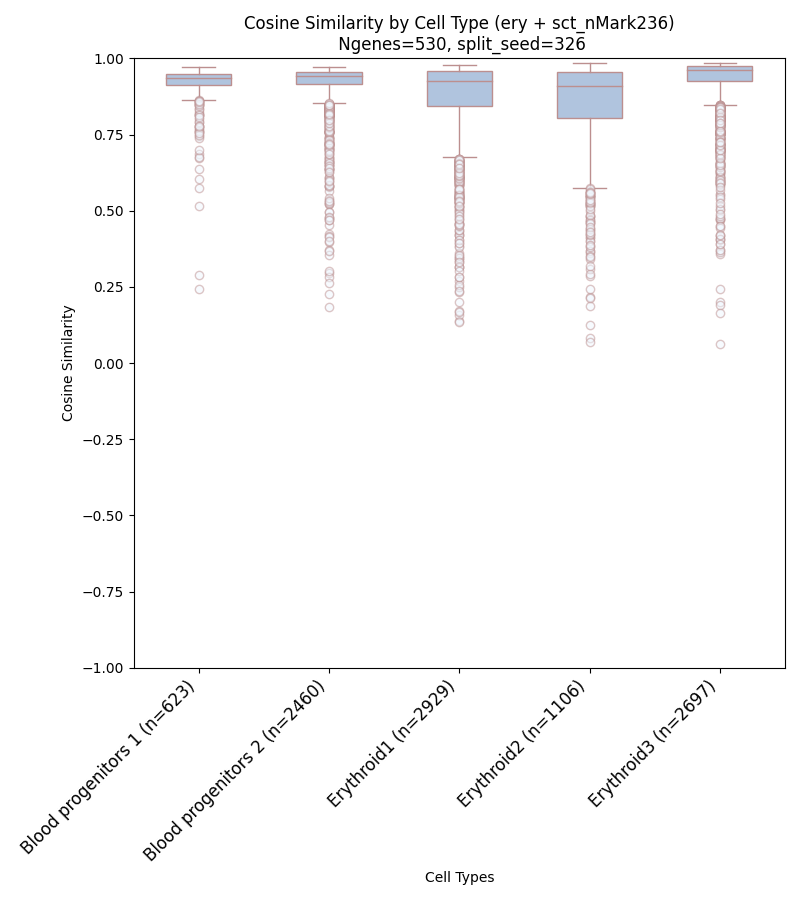 Cosine Similarity by Cell Type (ery + sct_nMark236)
Ngenes=530, split_seed=326
1.00
0.75
0.50
0.25
0.00
−0.25
−0.50
−0.75
−1.00
Cosine Similarity
Blood progenitors 1 (n=623)
Blood progenitors 2 (n=2460)
Erythroid1 (n=2929)
Erythroid2 (n=1106)
Erythroid3 (n=2697)
Cell Types